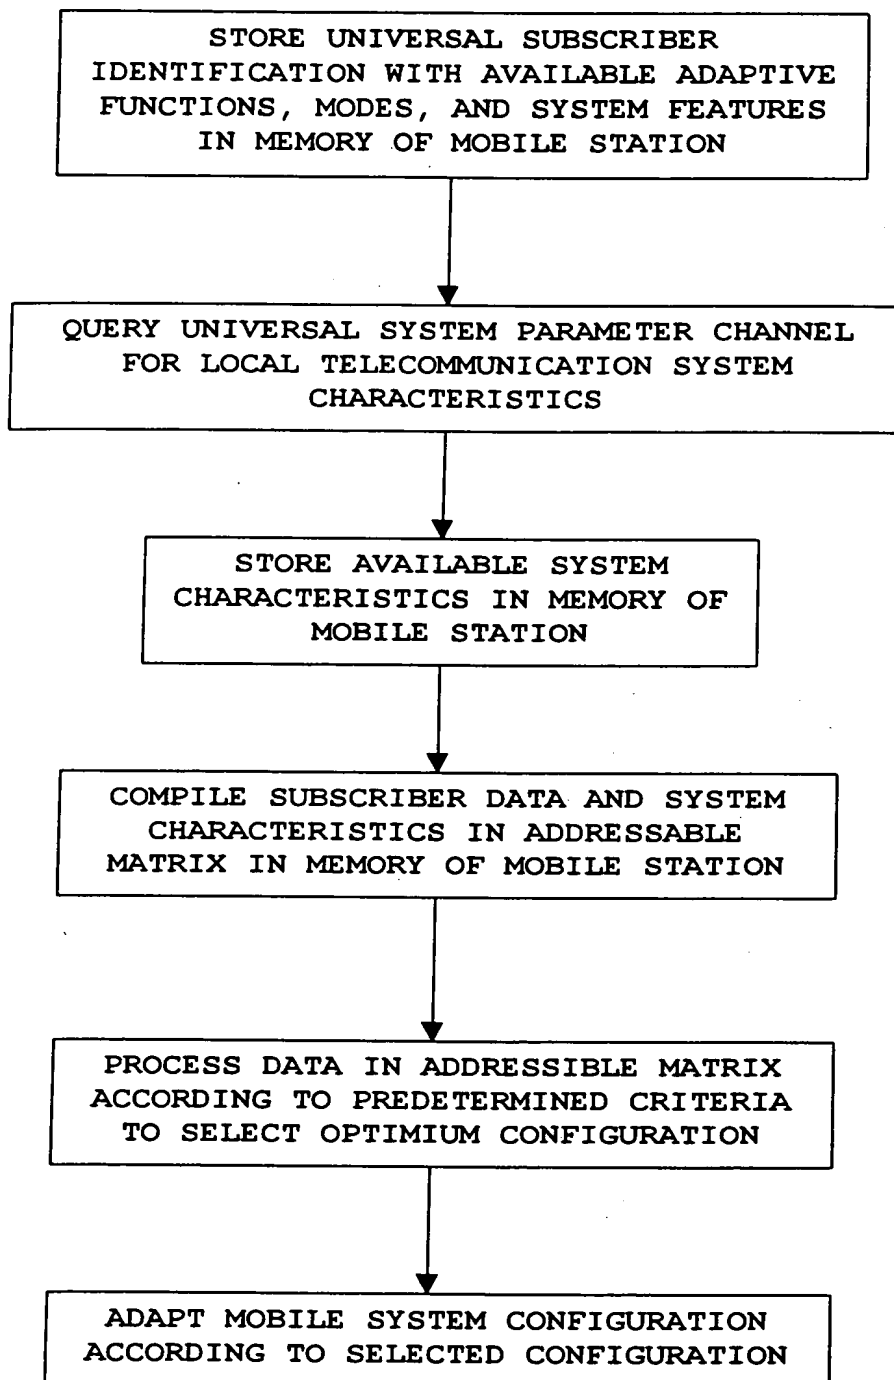 STORE UNIVERSAL SUBSCRIBER
IDENTIFICATION WITH AVAILABLE ADAPTIVE
FUNCTIONS, MODES, AND SYSTEM FEATURES
IN MEMORY OF MOBILE STATION
QUERY UNIVERSAL SYSTEM PARAMETER CHANNEL
FOR LOCAL TELECOMMUNICATION SYSTEM
CHARACTERISTICS
STORE AVAILABLE SYSTEM
CHARACTERISTICS IN MEMORY OF
MOBILE STATION
COMPILE SUBSCRIBER DATA AND SYSTEM
CHARACTERISTICS IN ADDRESSABLE
MATRIX IN MEMORY OF MOBILE STATION
PROCESS DATA IN ADDRESSIBLE MATRIX
ACCORDING TO PREDETERMINED CRITERIA
TO SELECT OPTIMIUM CONFIGURATION
ADAPT MOBILE SYSTEM CONFIGURATION
ACCORDING TO SELECTED CONFIGURATION